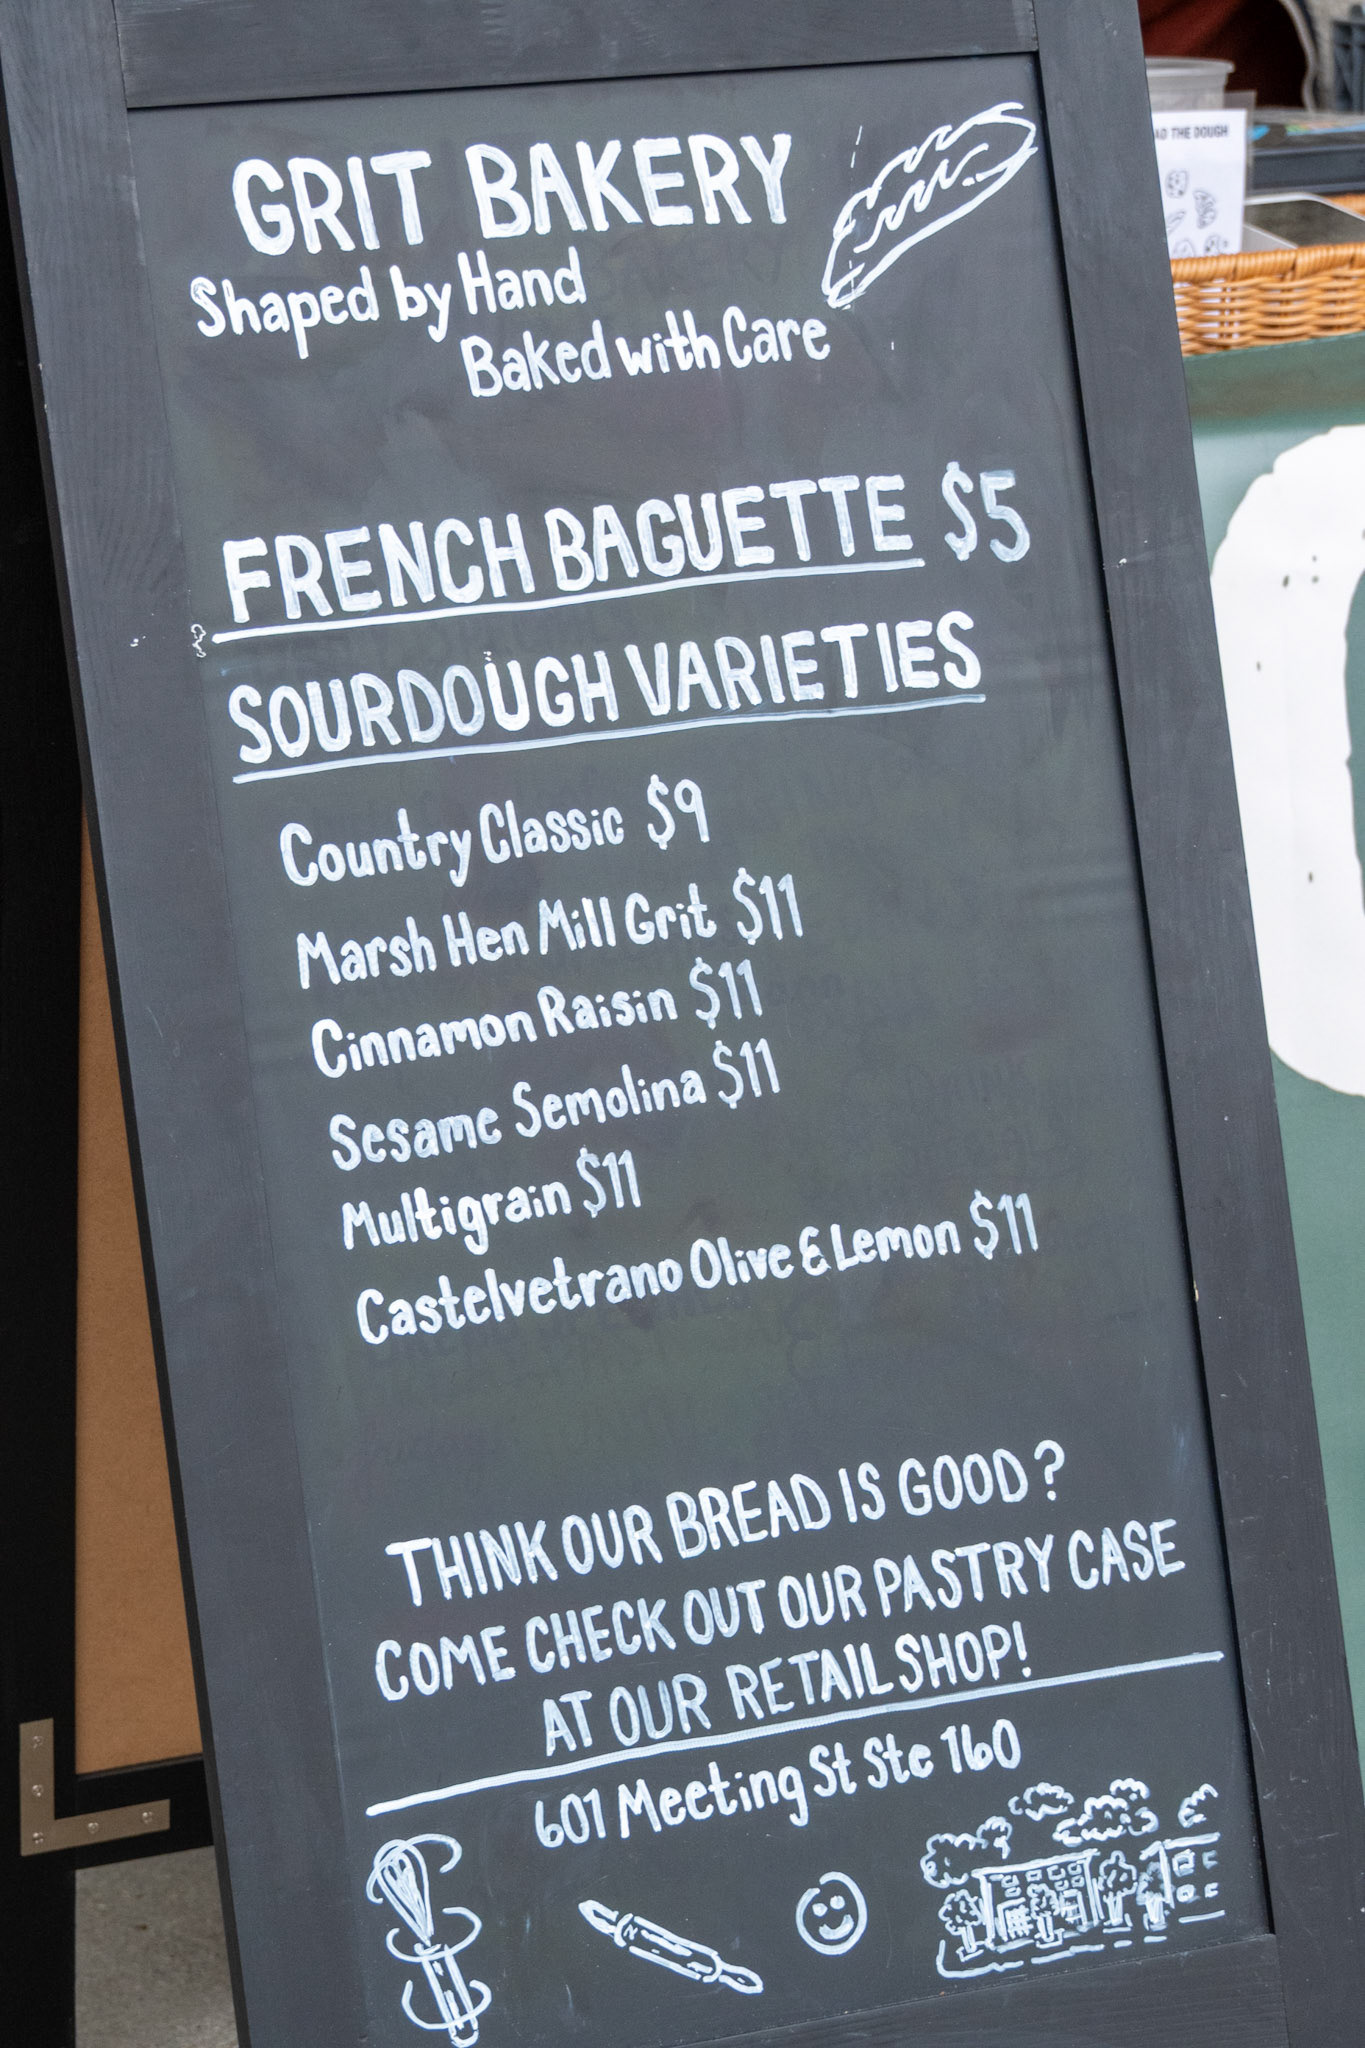 GRIT BAKERY
Shaped by Hand
Baked with Care
FRENCH BAGUETTE $5
SOURDOUGH VARIETIES
Country Classic $9
Marsh Hen Mill Grit $11
Cinnamon Raisin $11
Sesame Semolina $11
Multigrain $11
Castelvetrano Olive & Lemon $11
THINK OUR BREAD IS GOOD?
COME CHECK OUT OUR PASTRY CASE
AT OUR RETAIL SHOP!
601 Meeting St Ste 160
THE DOUGH